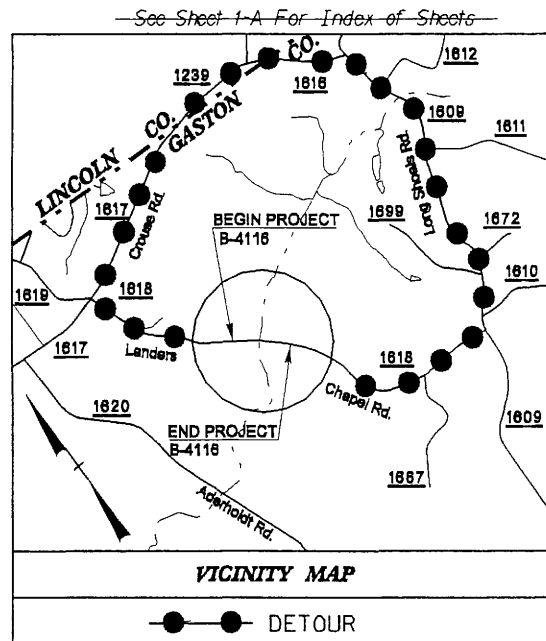 See Sheet 1-A For Index of Sheets
CO.
1612
1239
1616
1609
CO.
GASTON
1611
LINCOLN
Long Shoals Rd.
1617
Crouse Rd.
BEGIN PROJECT
B-4116
1699
1672
1618
1610
1619
1617
Landers
1618
Chapel Rd.
1620
END PROJECT
B-4116
1609
1667
Aderholdt Rd.
VICINITY MAP
DETOUR